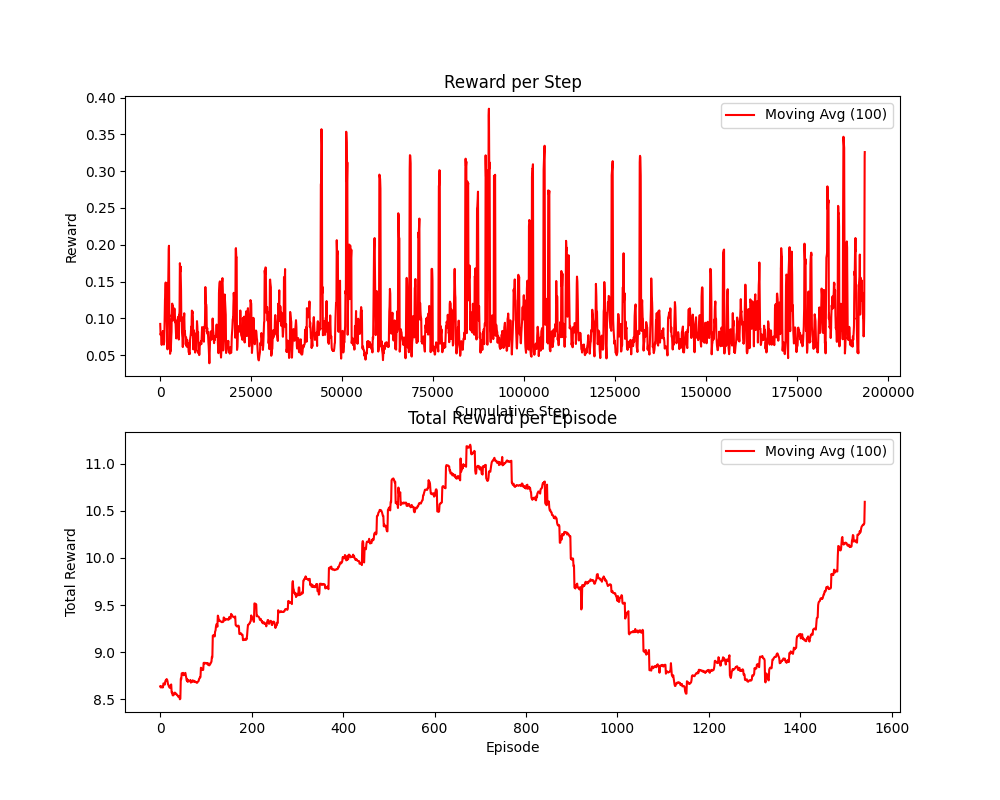 Reward per Step
Moving Avg (100)
Reward
0.40
0.35
0.30
0.25
0.20
0.15
0.10
0.05
0 25000 50000 75000 100000 125000 150000 175000 200000
Cumulative Step
Total Reward per Episode
Moving Avg (100)
Total Reward
11.0
10.5
10.0
9.5
9.0
8.5
0 200 400 600 800 1000 1200 1400 1600
Episode